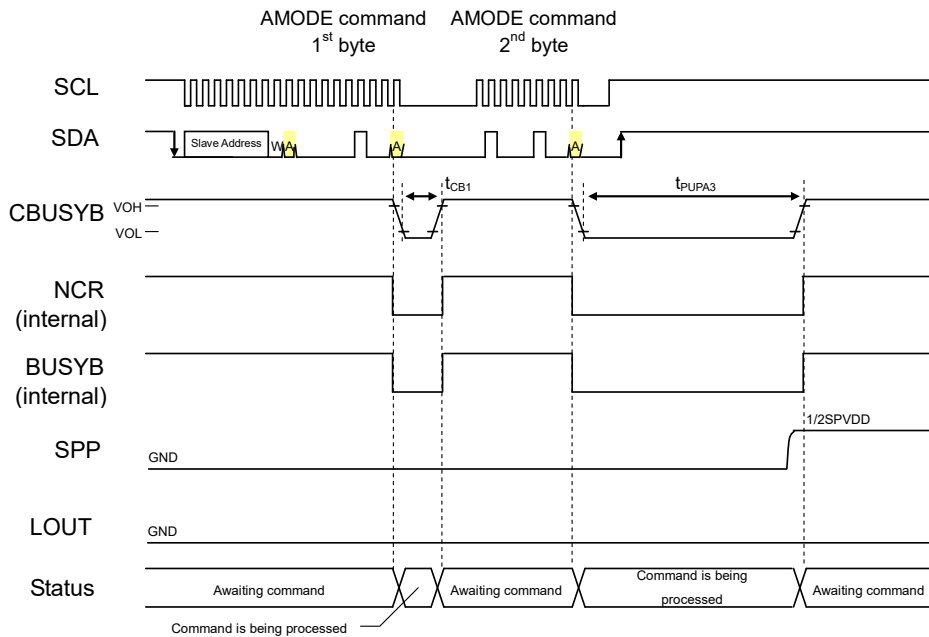 AMODE command
1st byte
AMODE command
2nd byte
SCL
SDA
Slave Address
W
A
A
A
CBUSYB
VOH
VOL
tCB1
tPUPA3
NCR
(internal)
BUSYB
(internal)
SPP
GND
1/2SPVDD
LOUT
GND
Status
Awaiting command
Awaiting command
Command is being
processed
Awaiting command
Command is being processed